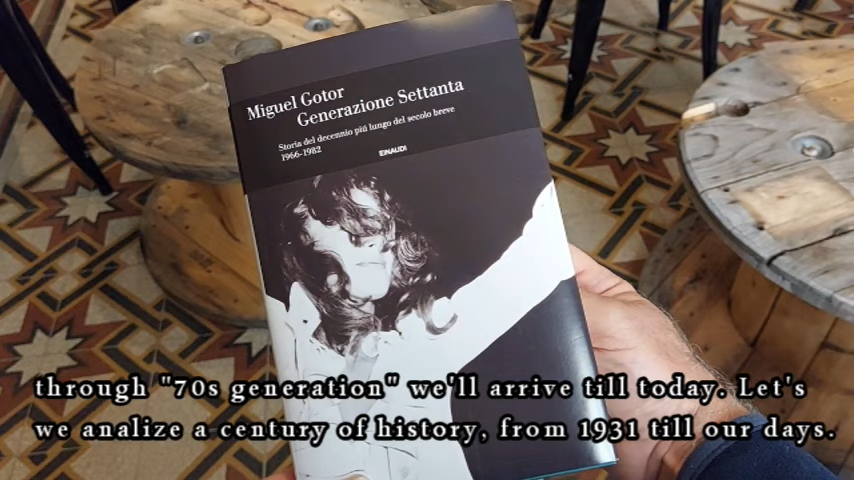 Miguel Gotor
Generazione Settanta
Storia del decennio più lungo del secolo breve
1966-1982
EINAUDI
through "70s generation" we'll arrive till today. Let's
we analize a century of history, from 1931 till our days.